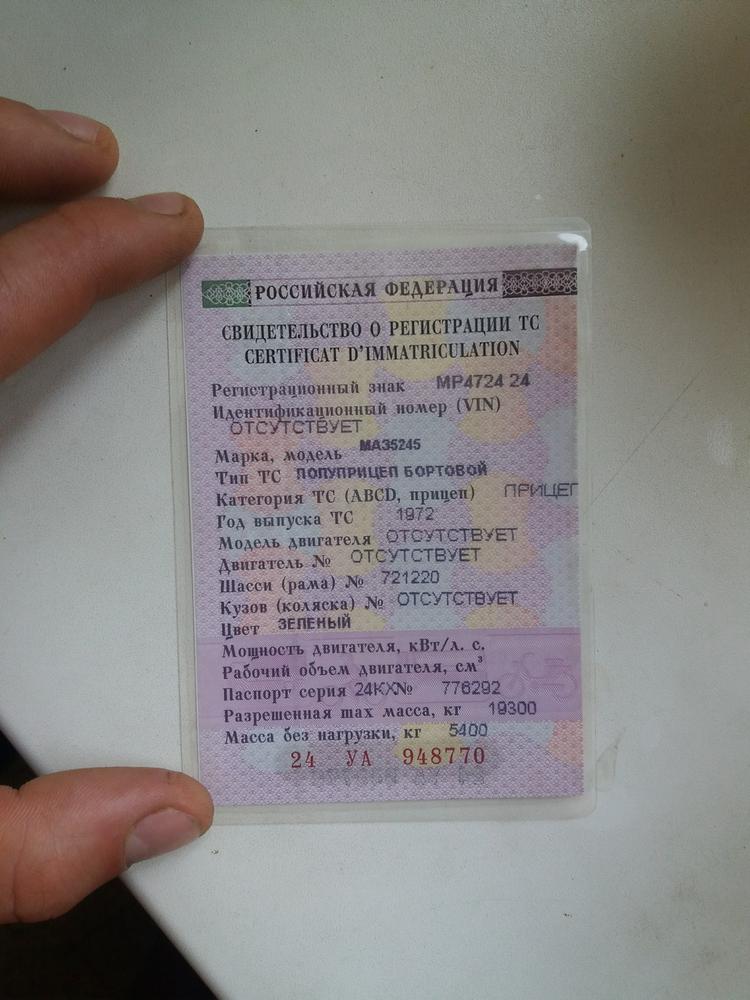 РОССИЙСКАЯ ФЕДЕРАЦИЯ
СВИДЕТЕЛЬСТВО О РЕГИСТРАЦИИ ТС
CERTIFICAT D'IMMATRICULATION
Регистрационный знак МР4724 24
Идентификационный номер (VIN)
ОТСУТСТВУЕТ
Марка, модель МАЗ5245
Тип ТС ПОЛУПРИЦЕП БОРТОВОЙ
Категория ТС (ABCD, прицеп) ПРИЦЕП
Год выпуска ТС 1972
Модель двигателя ОТСУТСТВУЕТ
Двигатель № ОТСУТСТВУЕТ
Шасси (рама) № 721220
Кузов (коляска) № ОТСУТСТВУЕТ
Цвет ЗЕЛЕНЫЙ
Мощность двигателя, кВт/л. с.
Рабочий объем двигателя, см³
Паспорт серия 24КХ № 776292
Разрешенная max масса, кг 19300
Масса без нагрузки, кг 5400
24 УА 948770